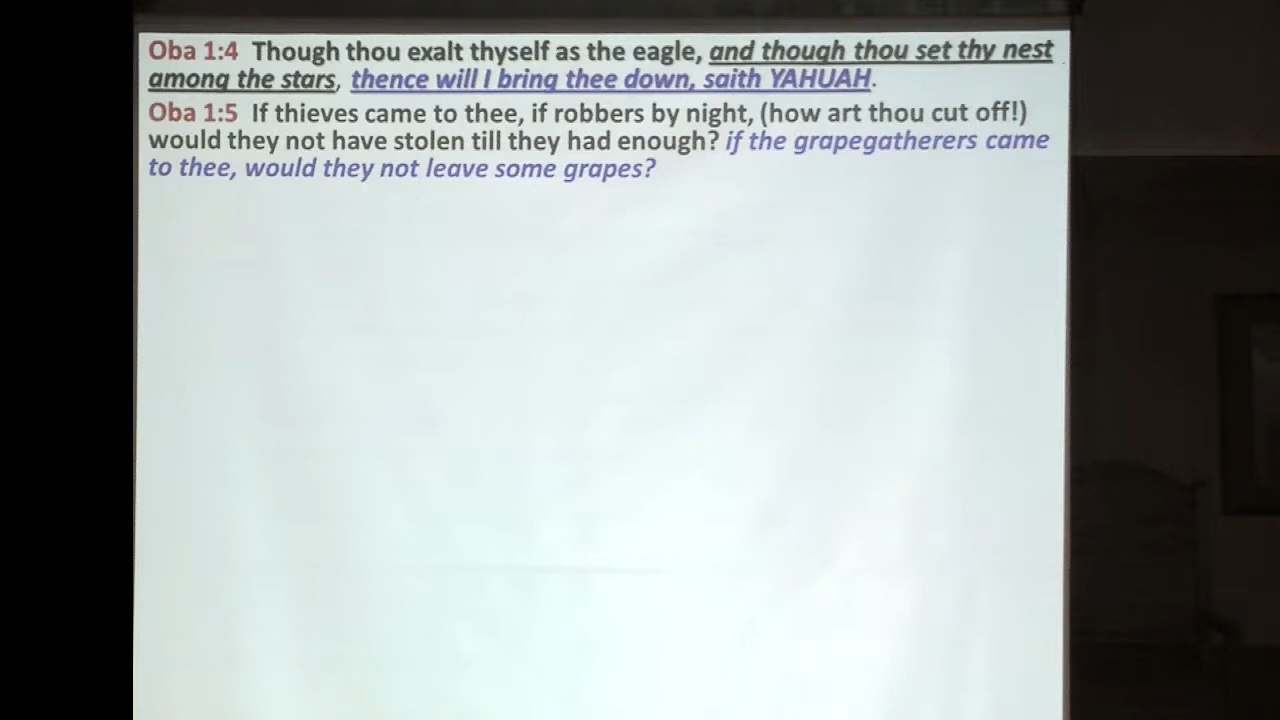 Oba 1:4 Though thou exalt thyself as the eagle, and though thou set thy nest
among the stars, thence will I bring thee down, saith YAHUAH.
Oba 1:5 If thieves came to thee, if robbers by night, (how art thou cut off!)
would they not have stolen till they had enough? if the grapegatherers came
to thee, would they not leave some grapes?